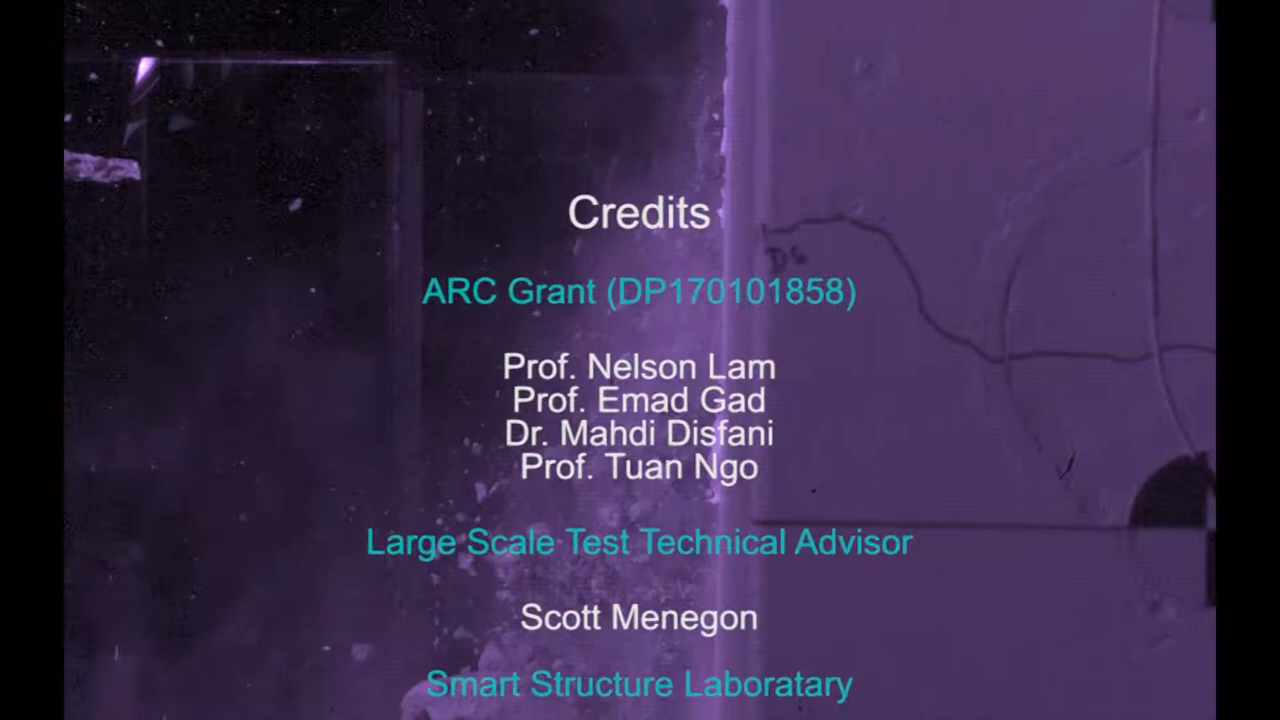 Credits
D6
ARC Grant (DP170101858)
Prof. Nelson Lam
Prof. Emad Gad
Dr. Mahdi Disfani
Prof. Tuan Ngo
Large Scale Test Technical Advisor
Scott Menegon
Smart Structure Laboratary